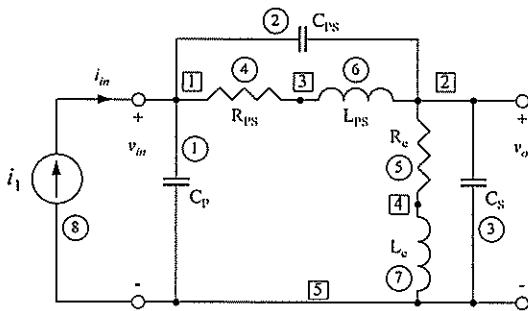 2 C_PS
i_in 1 4 3 6 2
+ R_PS L_PS +
v_in 1 R_e v_o
5
i_1 C_P 4 C_S
8 L_e 3
7
- 5 -